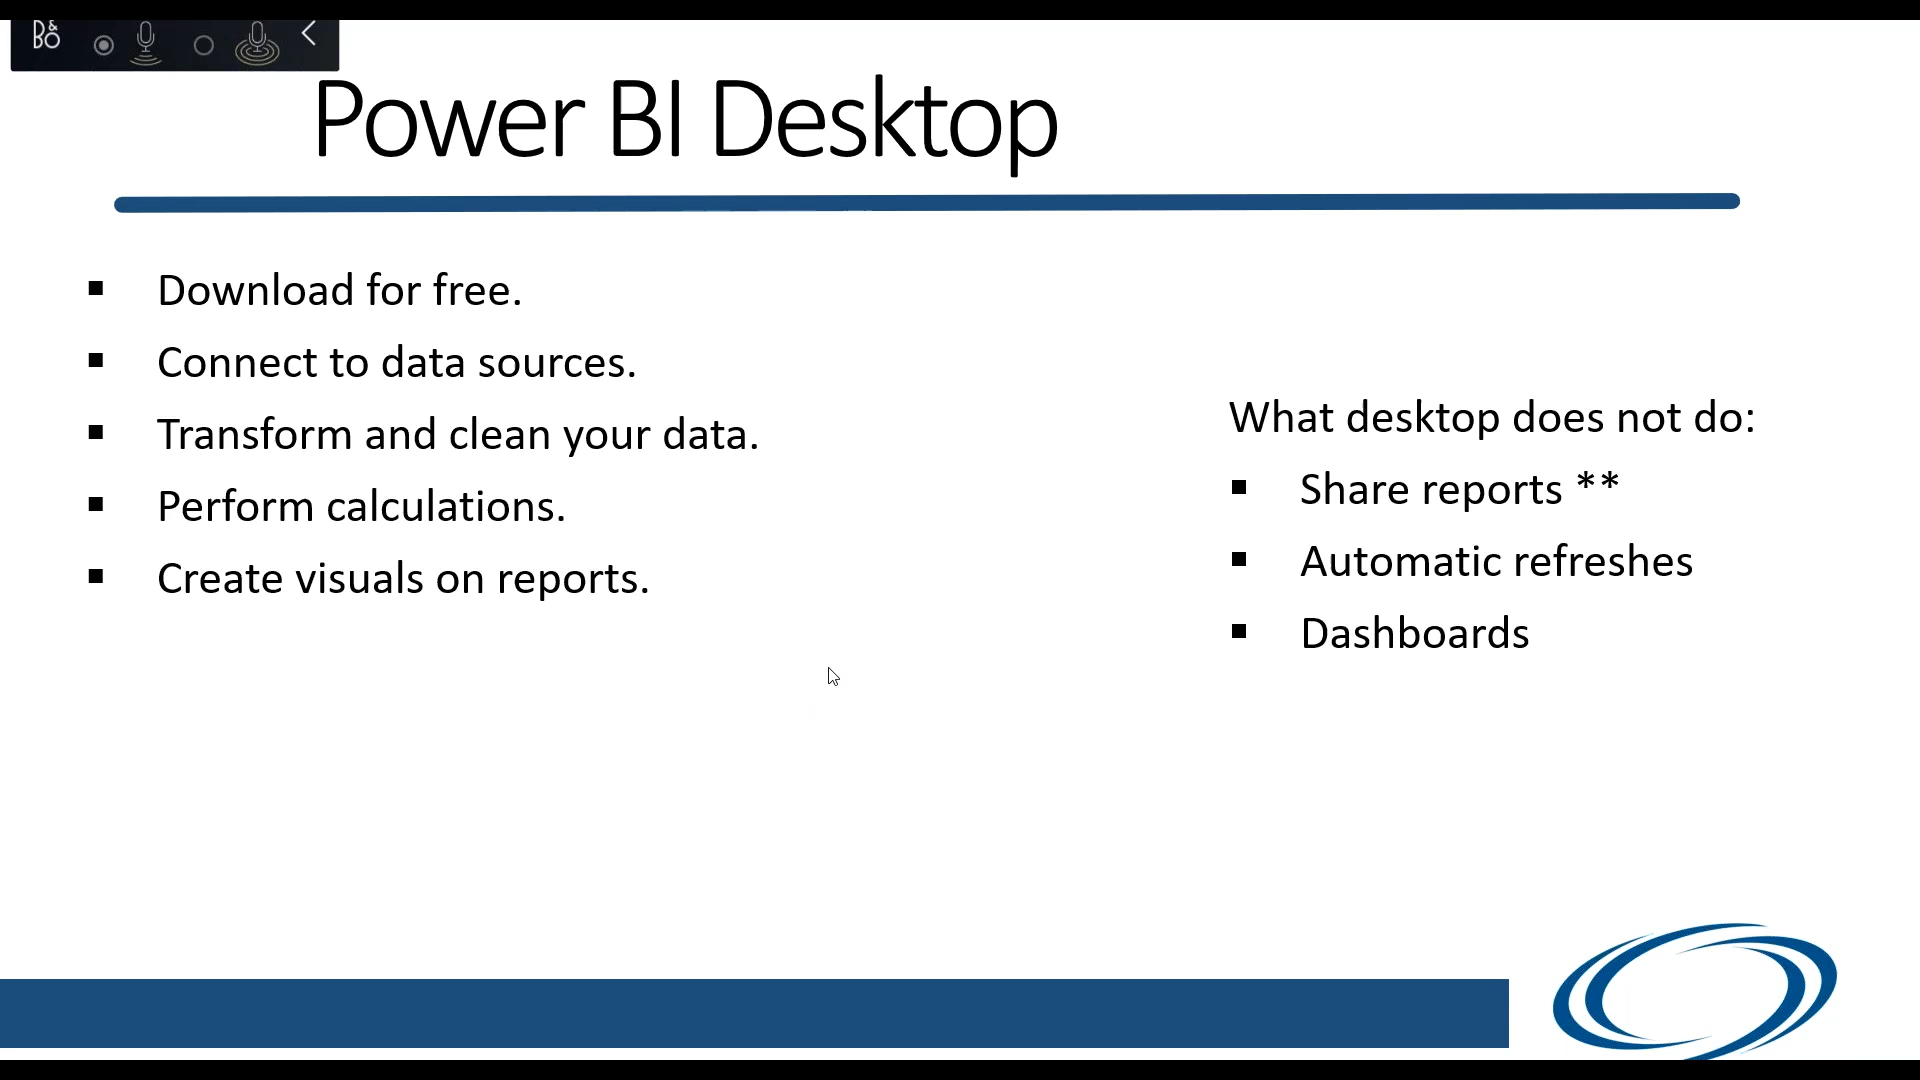 B&O
Power BI Desktop
▪ Download for free.
▪ Connect to data sources.
▪ Transform and clean your data.
▪ Perform calculations.
▪ Create visuals on reports.
What desktop does not do:
▪ Share reports **
▪ Automatic refreshes
▪ Dashboards